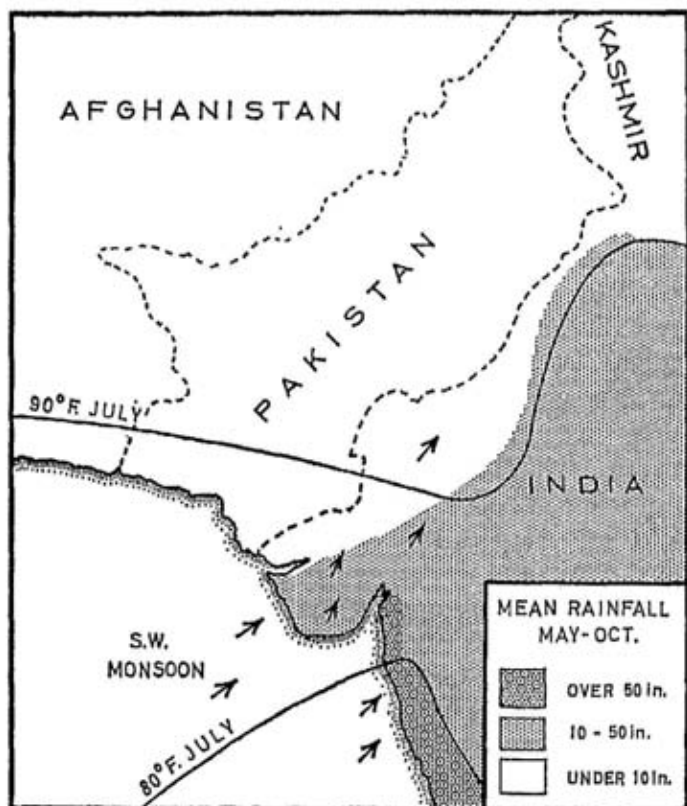 AFGHANISTAN
KASHMIR
PAKISTAN
90°F. JULY
INDIA
S.W.
MONSOON
80°F. JULY
MEAN RAINFALL
MAY-OCT.
OVER 50 in.
10 - 50 in.
UNDER 10 in.